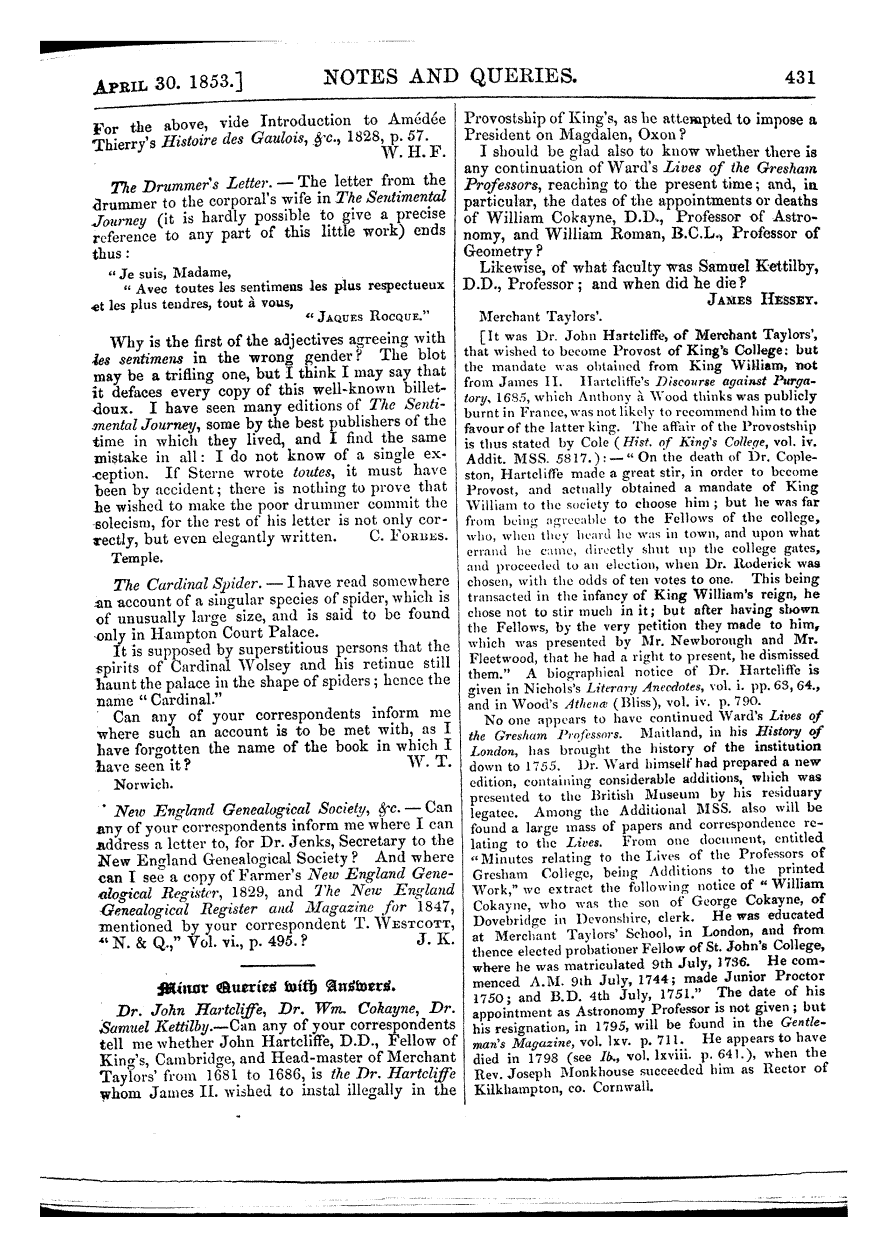 APRIL 30. 1853.] NOTES AND QUERIES. 431
For the above, vide Introduction to Amédée
Thierry's Histoire des Gaulois, &c., 1828, p. 57.
W. H. F.
The Drummer's Letter. — The letter from the
drummer to the corporal's wife in The Sentimental
Journey (it is hardly possible to give a precise
reference to any part of this little work) ends
thus:
"Je suis, Madame,
"Avec toutes les sentimens les plus respectueux
et les plus tendres, tout à vous,
"JAQUES ROCQUE."
Why is the first of the adjectives agreeing with
les sentimens in the wrong gender? The blot
may be a trifling one, but I think I may say that
it defaces every copy of this well-known billet-
doux. I have seen many editions of The Senti-
mental Journey, some by the best publishers of the
time in which they lived, and I find the same
mistake in all: I do not know of a single ex-
ception. If Sterne wrote toutes, it must have
been by accident; there is nothing to prove that
he wished to make the poor drummer commit the
solecism, for the rest of his letter is not only cor-
rectly, but even elegantly written. C. FORBES.
Temple.
The Cardinal Spider. — I have read somewhere
an account of a singular species of spider, which is
of unusually large size, and is said to be found
only in Hampton Court Palace.
It is supposed by superstitious persons that the
spirits of Cardinal Wolsey and his retinue still
haunt the palace in the shape of spiders; hence the
name "Cardinal."
Can any of your correspondents inform me
where such an account is to be met with, as I
have forgotten the name of the book in which I
have seen it? W. T.
Norwich.
New England Genealogical Society, &c. — Can
any of your correspondents inform me where I can
address a letter to, for Dr. Jenks, Secretary to the
New England Genealogical Society? And where
can I see a copy of Farmer's New England Gene-
alogical Register, 1829, and The New England
Genealogical Register and Magazine for 1847,
mentioned by your correspondent T. WESTCOTT,
"N. & Q.," Vol. vi., p. 495.? J. K.
Minor Queries with Answers.
Dr. John Hartcliffe, Dr. Wm. Cokayne, Dr.
Samuel Kettilby.—Can any of your correspondents
tell me whether John Hartcliffe, D.D., Fellow of
King's, Cambridge, and Head-master of Merchant
Taylors' from 1681 to 1686, is the Dr. Hartcliffe
whom James II. wished to instal illegally in the
Provostship of King's, as he attempted to impose a
President on Magdalen, Oxon?
I should be glad also to know whether there is
any continuation of Ward's Lives of the Gresham
Professors, reaching to the present time; and, in
particular, the dates of the appointments or deaths
of William Cokayne, D.D., Professor of Astro-
nomy, and William Roman, B.C.L., Professor of
Geometry?
Likewise, of what faculty was Samuel Kettilby,
D.D., Professor; and when did he die?
JAMES HESSEY.
Merchant Taylors'.
[It was Dr. John Hartcliffe, of Merchant Taylors',
that wished to become Provost of King's College: but
the mandate was obtained from King William, not
from James II. Hartcliffe's Discourse against Purga-
tory, 1685, which Anthony à Wood thinks was publicly
burnt in France, was not likely to recommend him to the
favour of the latter king. The affair of the Provostship
is thus stated by Cole (Hist. of King's College, vol. iv.
Addit. MSS. 5817.): — "On the death of Dr. Cople-
ston, Hartcliffe made a great stir, in order to become
Provost, and actually obtained a mandate of King
William to the society to choose him; but he was far
from being agreeable to the Fellows of the college,
who, when they heard he was in town, and upon what
errand he came, directly shut up the college gates,
and proceeded to an election, when Dr. Roderick was
chosen, with the odds of ten votes to one. This being
transacted in the infancy of King William's reign, he
chose not to stir much in it; but after having shown
the Fellows, by the very petition they made to him,
which was presented by Mr. Newborough and Mr.
Fleetwood, that he had a right to present, he dismissed
them." A biographical notice of Dr. Hartcliffe is
given in Nichols's Literary Anecdotes, vol. i. pp. 63, 64.,
and in Wood's Athenæ (Bliss), vol. iv. p. 790.
No one appears to have continued Ward's Lives of
the Gresham Professors. Maitland, in his History of
London, has brought the history of the institution
down to 1755. Dr. Ward himself had prepared a new
edition, containing considerable additions, which was
presented to the British Museum by his residuary
legatee. Among the Additional MSS. also will be
found a large mass of papers and correspondence re-
lating to the Lives. From one document, entitled
"Minutes relating to the Lives of the Professors of
Gresham College, being Additions to the printed
Work," we extract the following notice of "William
Cokayne, who was the son of George Cokayne, of
Dovebridge in Devonshire, clerk. He was educated
at Merchant Taylors' School, in London, and from
thence elected probationer Fellow of St. John's College,
where he was matriculated 9th July, 1736. He com-
menced A.M. 9th July, 1744; made Junior Proctor
1750; and B.D. 4th July, 1751." The date of his
appointment as Astronomy Professor is not given; but
his resignation, in 1795, will be found in the Gentle-
man's Magazine, vol. lxv. p. 711. He appears to have
died in 1798 (see Ib., vol. lxviii. p. 641.), when the
Rev. Joseph Monkhouse succeeded him as Rector of
Kilkhampton, co. Cornwall.